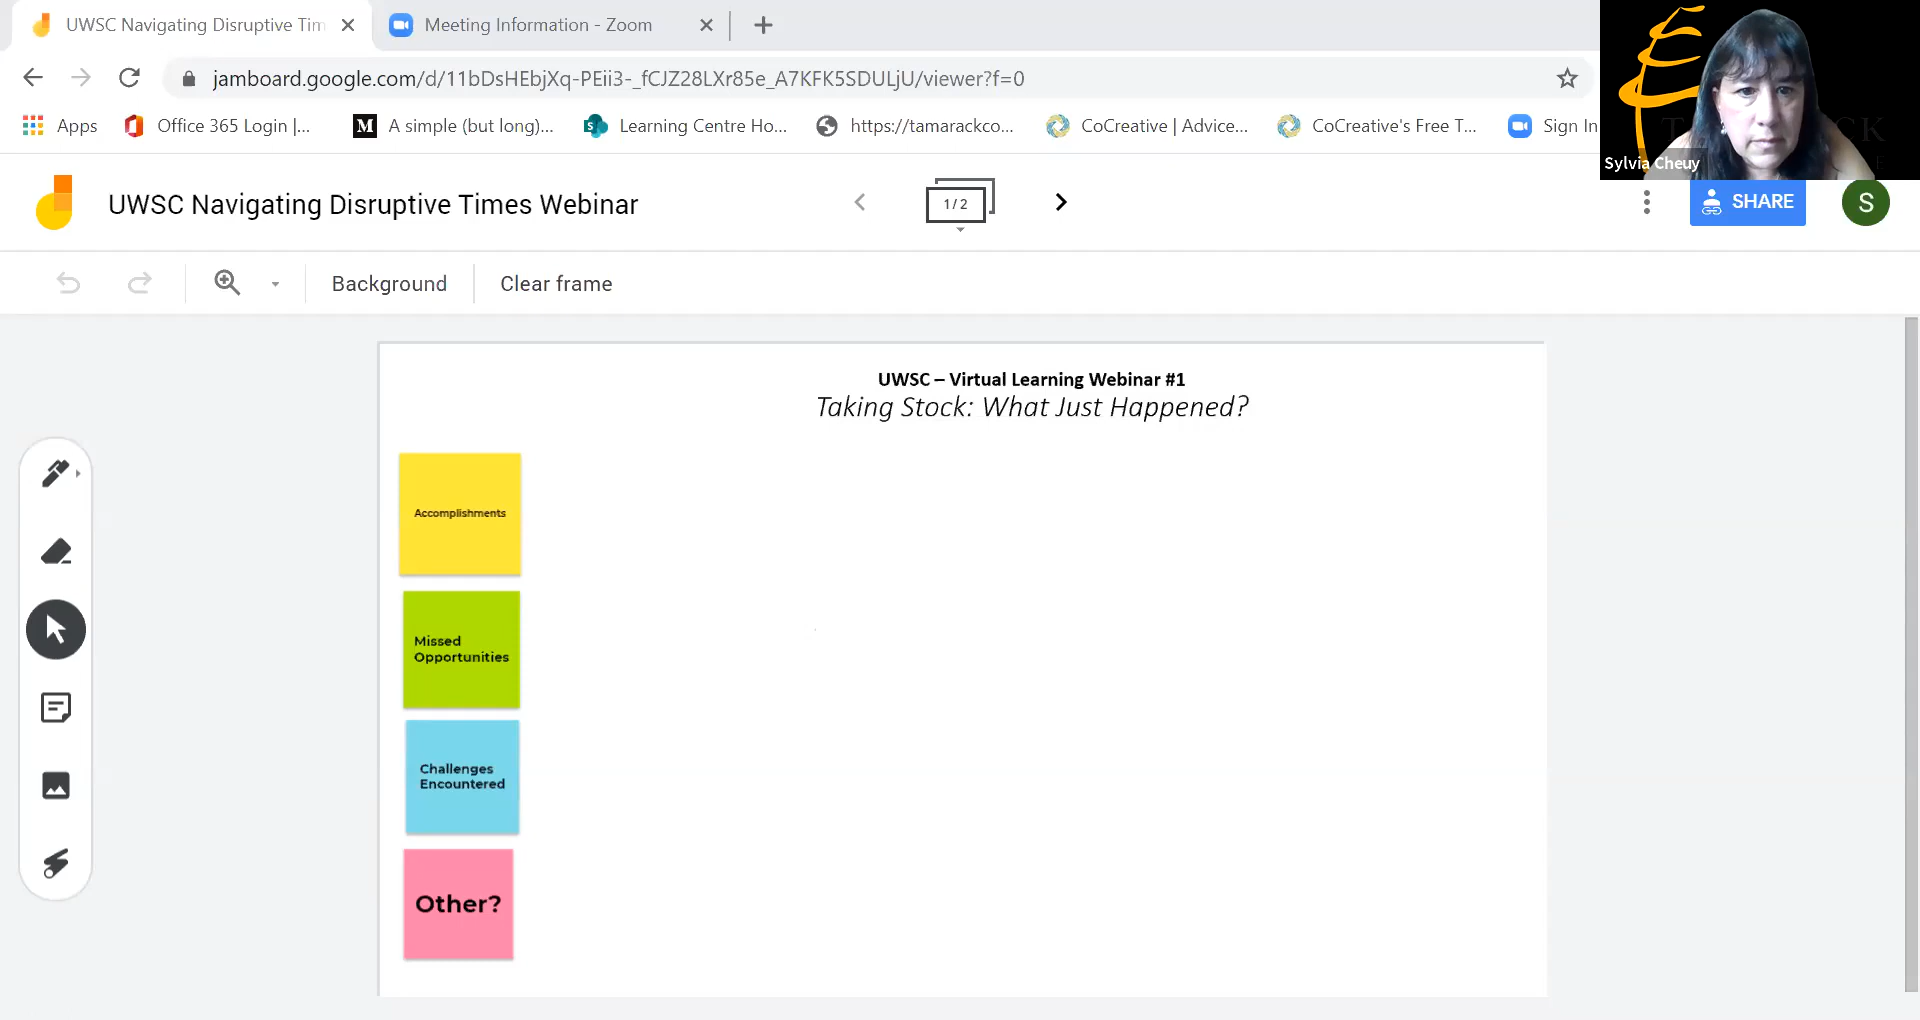 UWSC Navigating Disruptive Tim
Meeting Information - Zoom
jamboard.google.com/d/11bDsHEbjXq-PEii3-_fCJZ28LXr85e_A7KFK5SDULjU/viewer?f=0
Apps
Office 365 Login |...
M
A simple (but long)...
S
Learning Centre Ho...
https://tamarackco...
CoCreative | Advice...
CoCreative's Free T...
Sign In
Sylvia Cheuy
UWSC Navigating Disruptive Times Webinar
1 / 2
SHARE
S
Background
Clear frame
UWSC – Virtual Learning Webinar #1
Taking Stock: What Just Happened?
Accomplishments
Missed
Opportunities
Challenges
Encountered
Other?